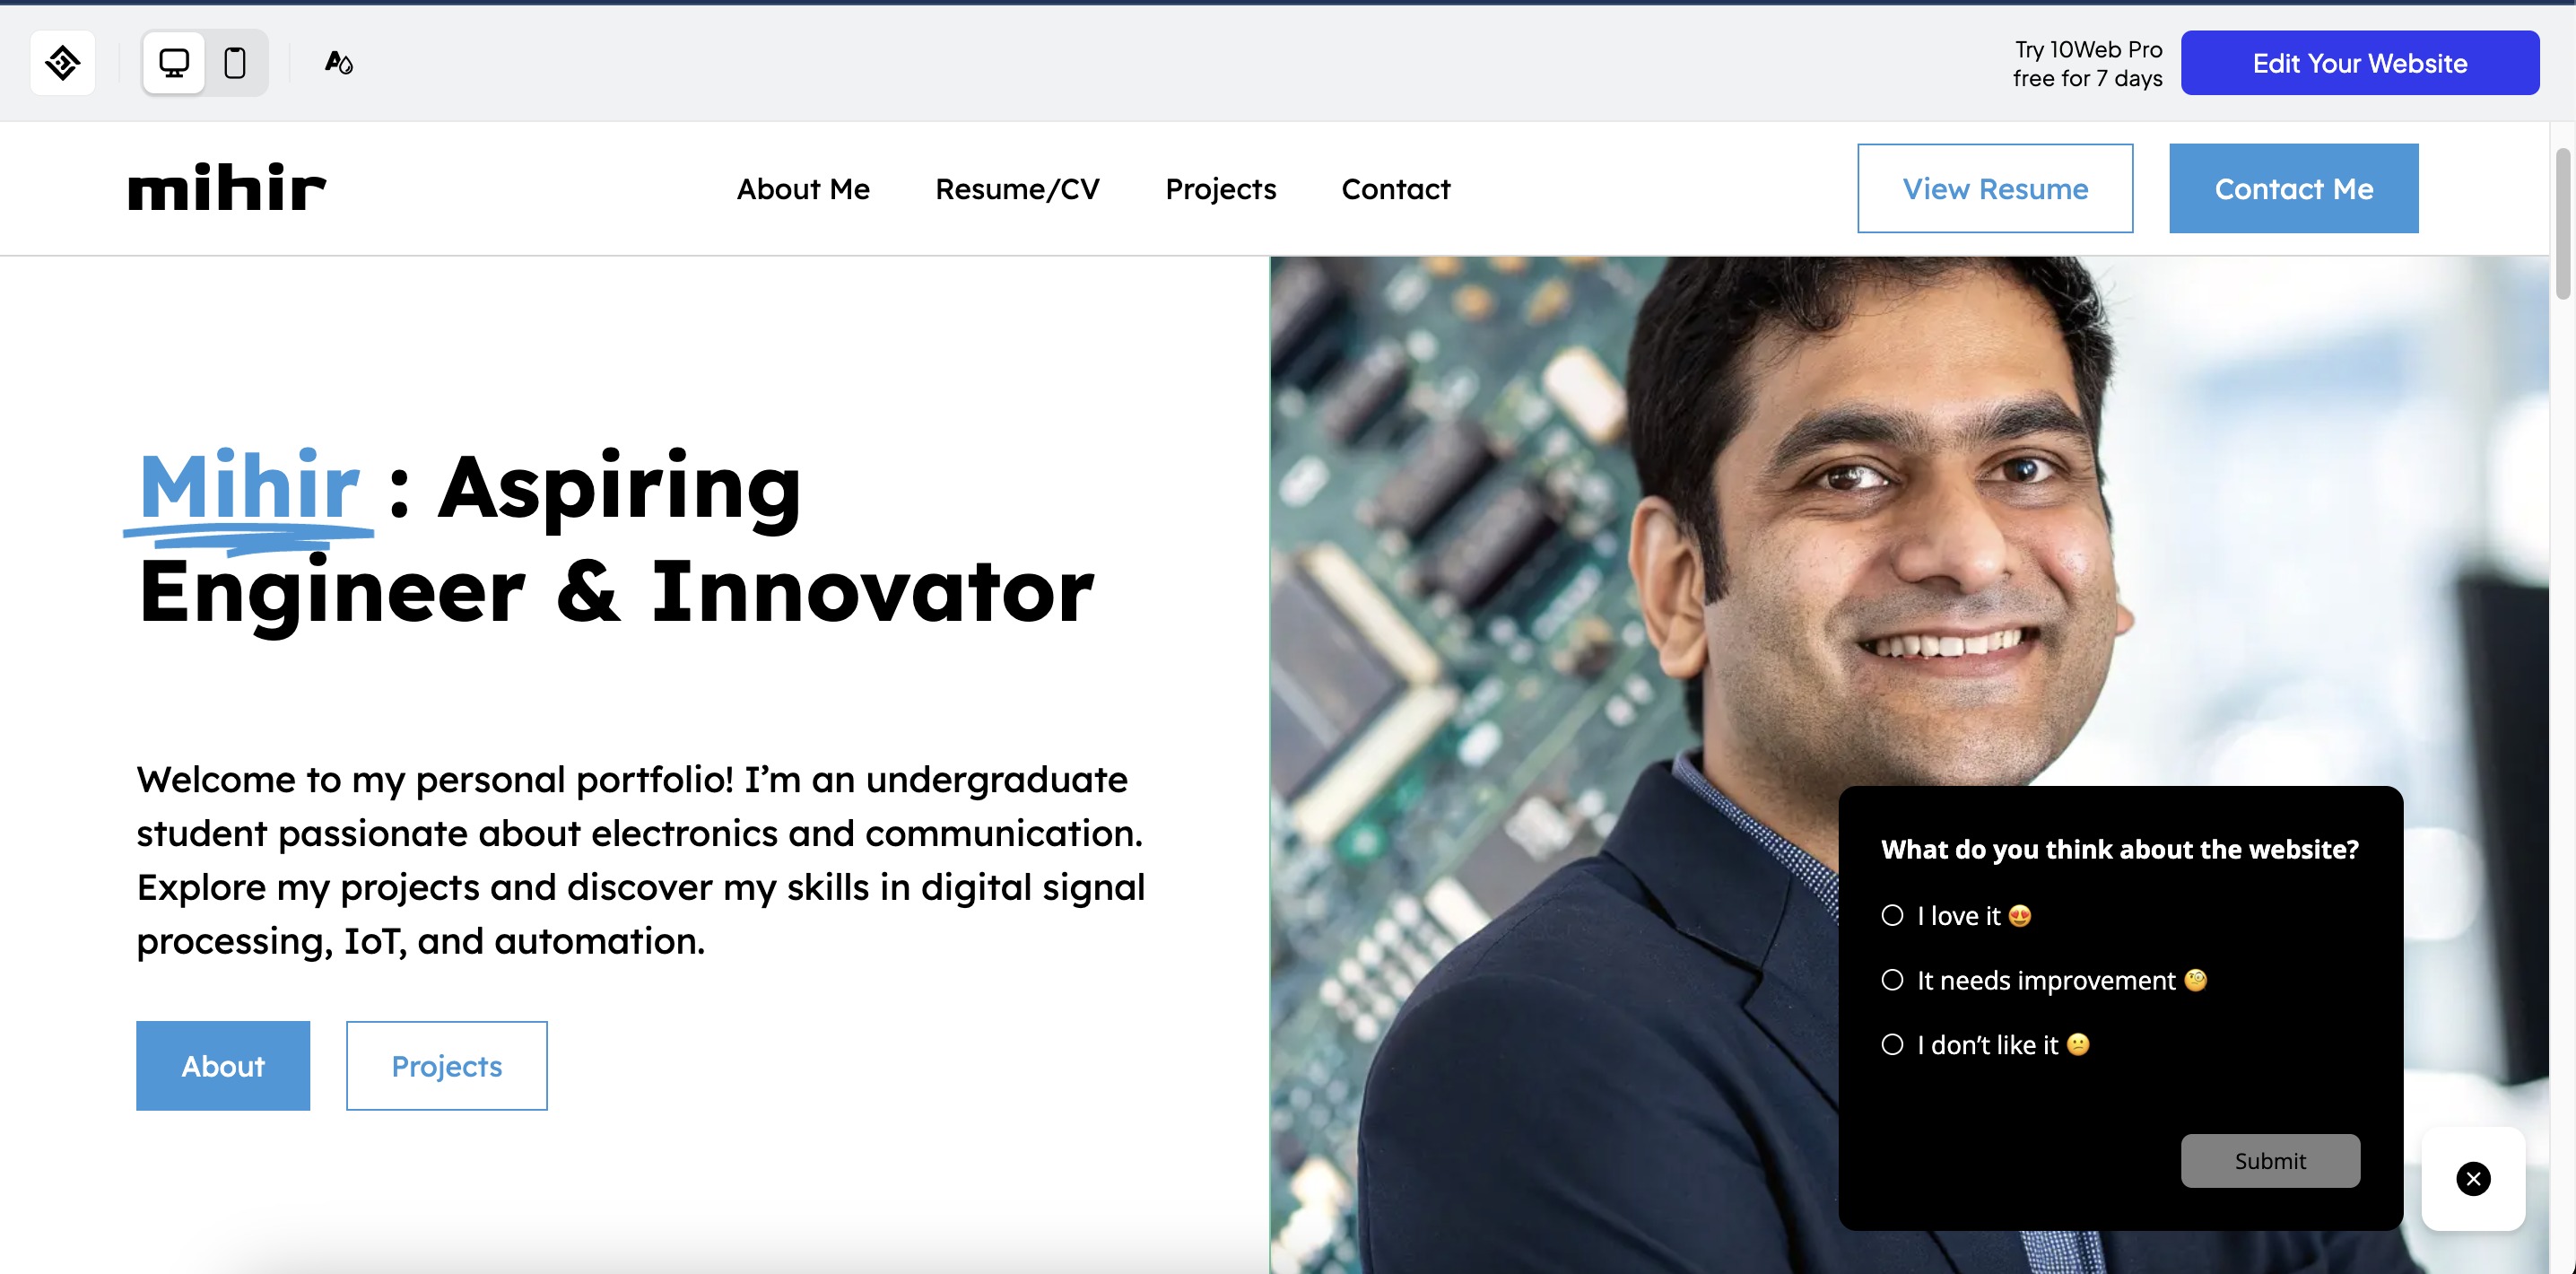 Try 10Web Pro
free for 7 days
Edit Your Website
mihir
About Me
Resume/CV
Projects
Contact
View Resume
Contact Me
Mihir : Aspiring
Engineer & Innovator
Welcome to my personal portfolio! I’m an undergraduate
student passionate about electronics and communication.
Explore my projects and discover my skills in digital signal
processing, IoT, and automation.
About
Projects
What do you think about the website?
I love it 😍
It needs improvement 🧐
I don’t like it 😕
Submit